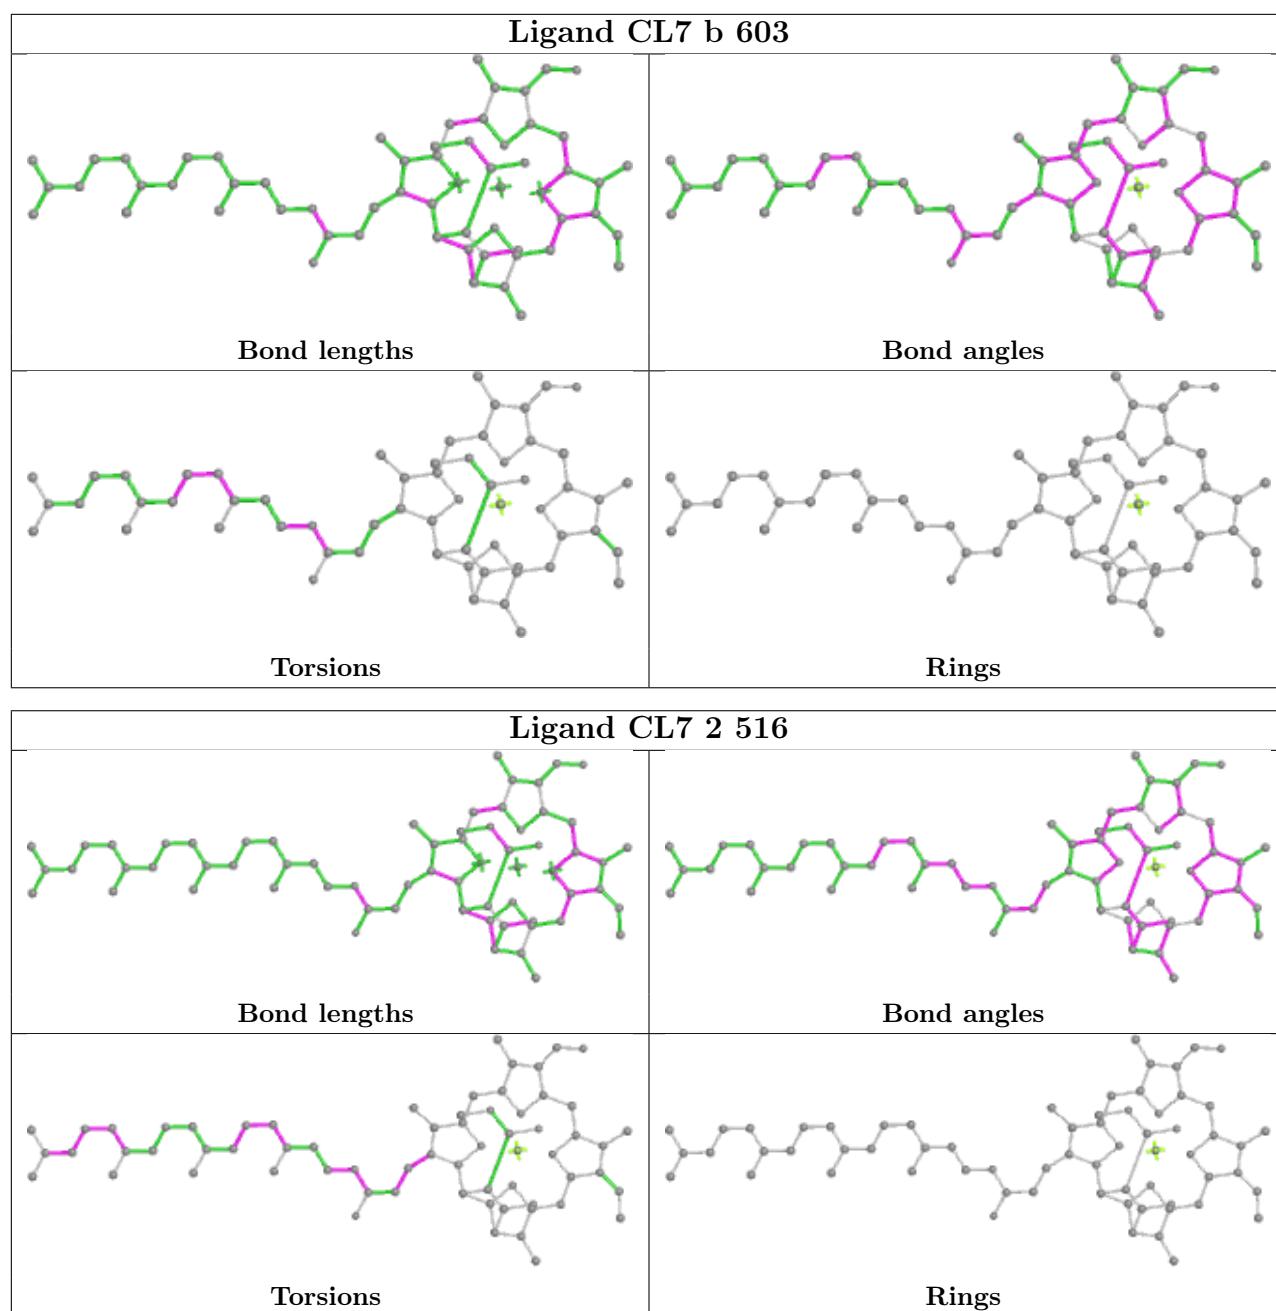 Ligand CL7 b 603
Bond lengths
Bond angles
Torsions
Rings
Ligand CL7 2 516
Bond lengths
Bond angles
Torsions
Rings